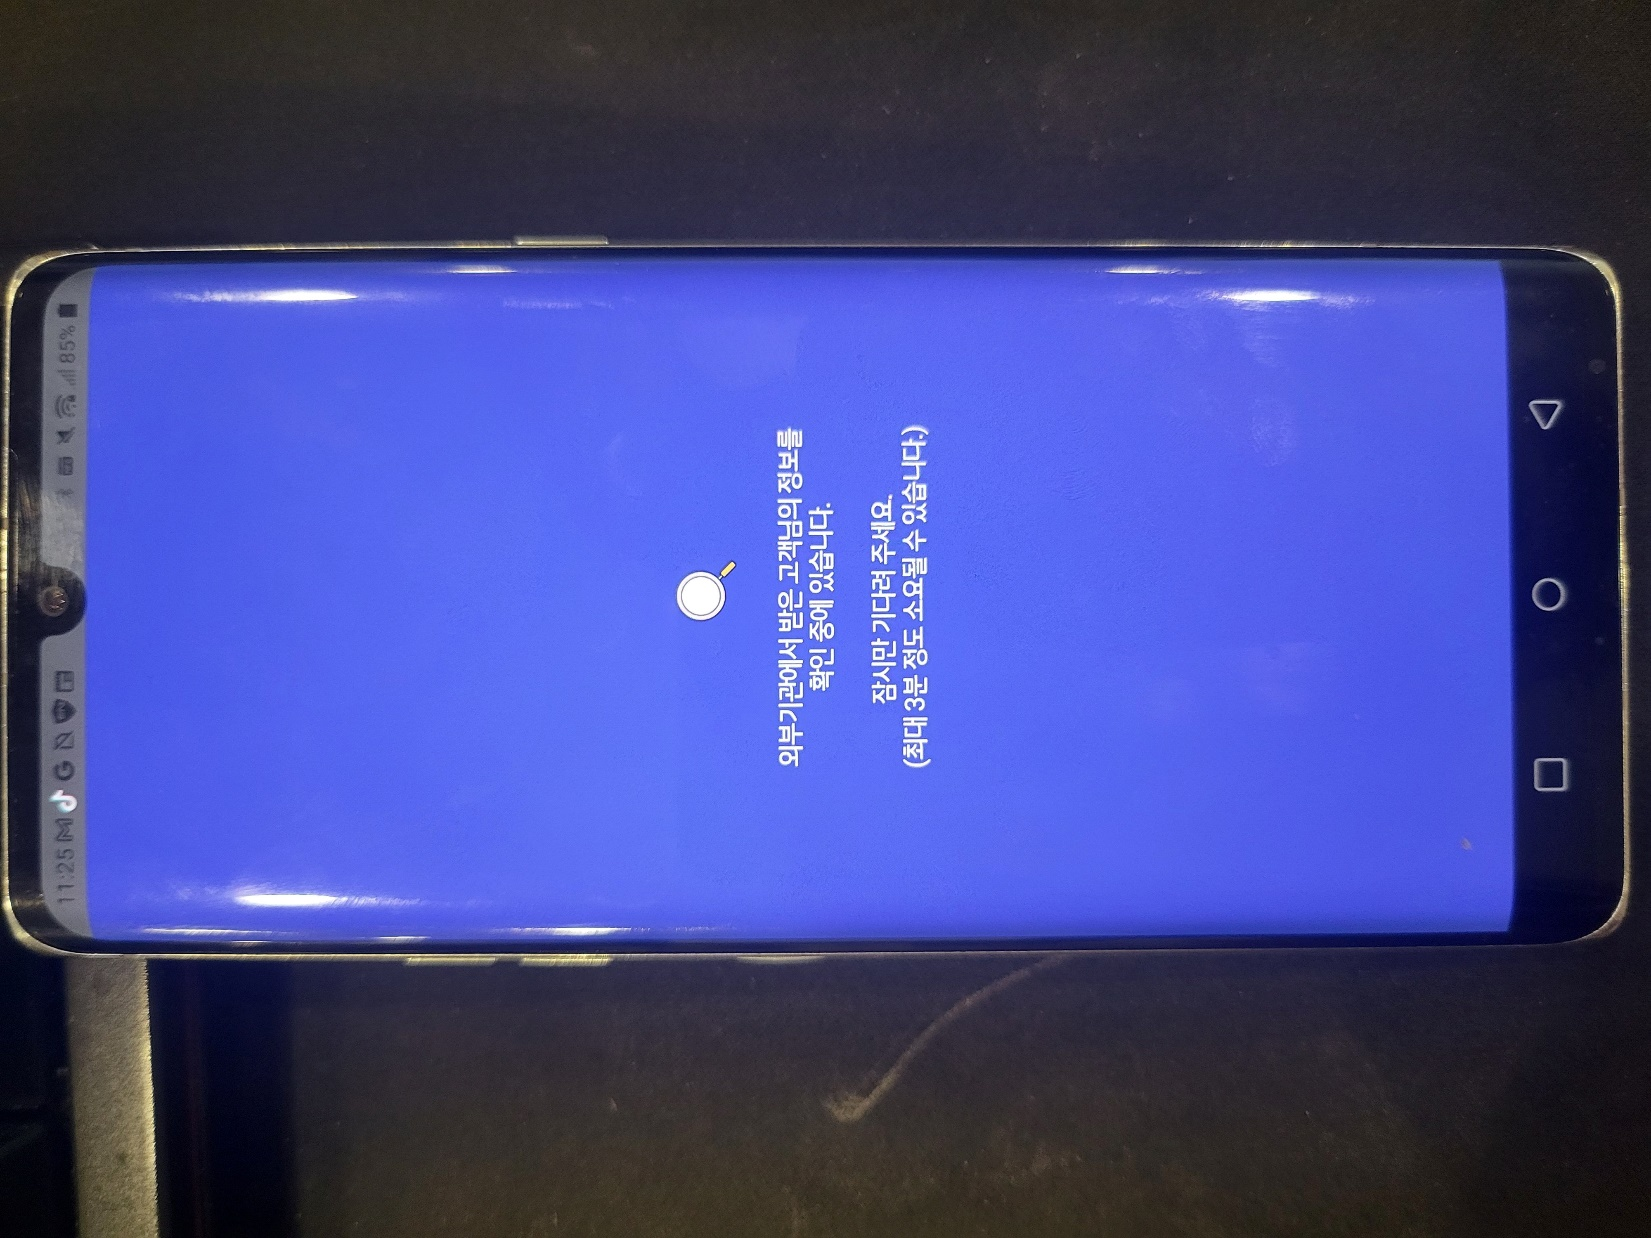 11:25
85%
외부기관에서 받은 고객님의 정보를
확인 중에 있습니다.
잠시만 기다려 주세요.
(최대 3분 정도 소요될 수 있습니다.)